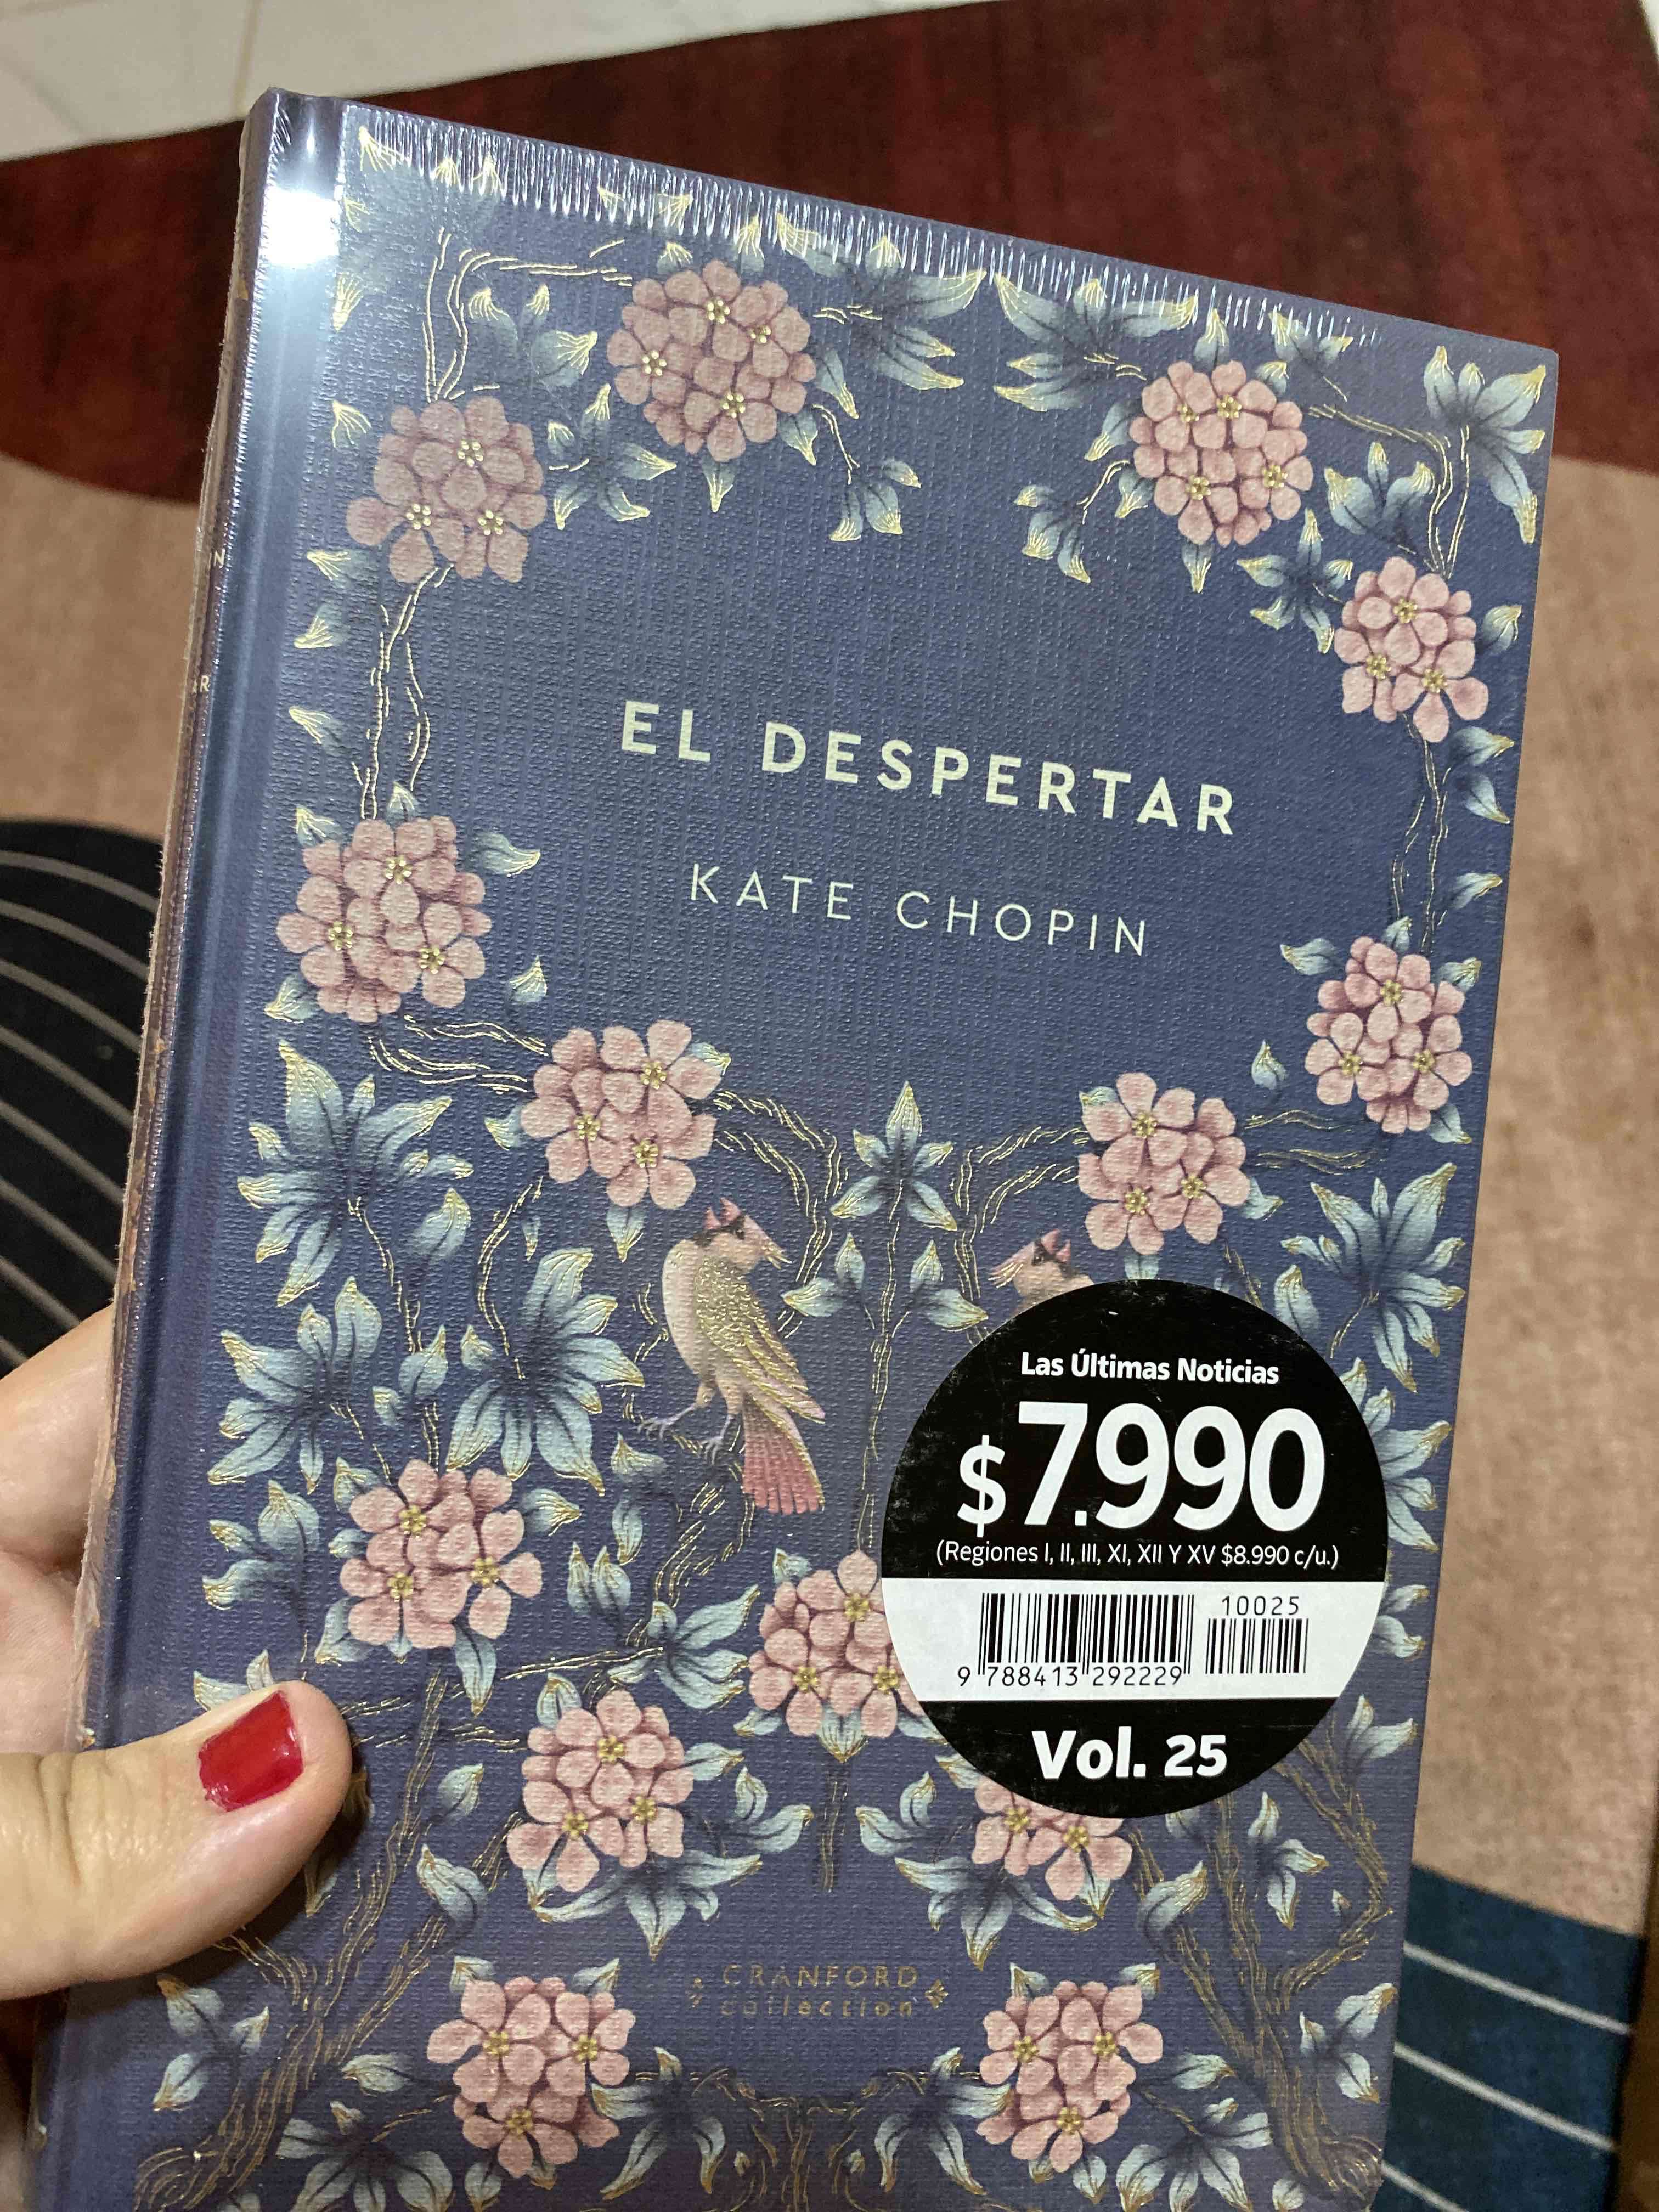 EL DESPERTAR
KATE CHOPIN
Las Últimas Noticias
$7.990
(Regiones I, II, III, XI, XII Y XV $8.990 c/u.)
10025
9 788413 292229
Vol. 25
CRANFORD
collection